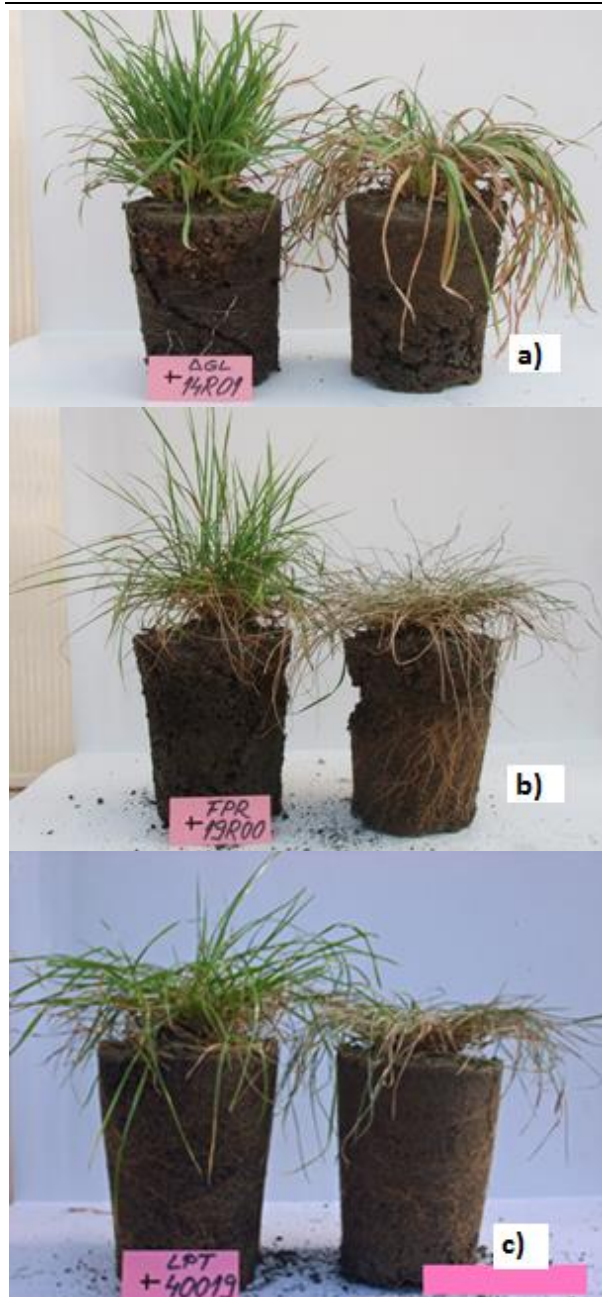 a)
+ ΔGL
14R01
b)
+ FPR
19R00
c)
+ LPT
40019